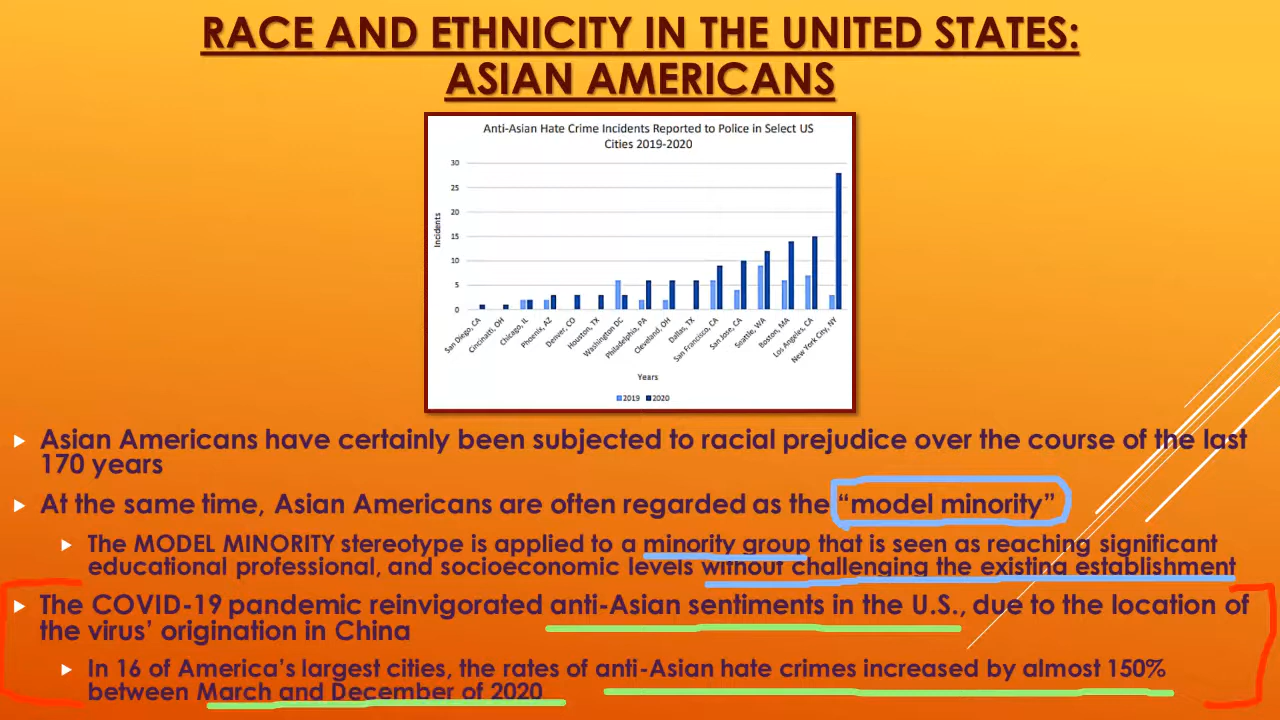 RACE AND ETHNICITY IN THE UNITED STATES:
ASIAN AMERICANS
Anti-Asian Hate Crime Incidents Reported to Police in Select US
Cities 2019-2020
30
25
20
15
10
5
0
Incidents
San Diego, CA
Cincinatti, OH
Chicago, IL
Phoenix, AZ
Denver, CO
Houston, TX
Washington DC
Philadelphia, PA
Cleveland, OH
Dallas, TX
San Francisco, CA
San Jose, CA
Seattle, WA
Boston, MA
Los Angeles, CA
New York City, NY
Years
2019 2020
Asian Americans have certainly been subjected to racial prejudice over the course of the last
170 years
At the same time, Asian Americans are often regarded as the “model minority”
The MODEL MINORITY stereotype is applied to a minority group that is seen as reaching significant
educational professional, and socioeconomic levels without challenging the existing establishment
The COVID-19 pandemic reinvigorated anti-Asian sentiments in the U.S., due to the location of
the virus’ origination in China
In 16 of America’s largest cities, the rates of anti-Asian hate crimes increased by almost 150%
between March and December of 2020